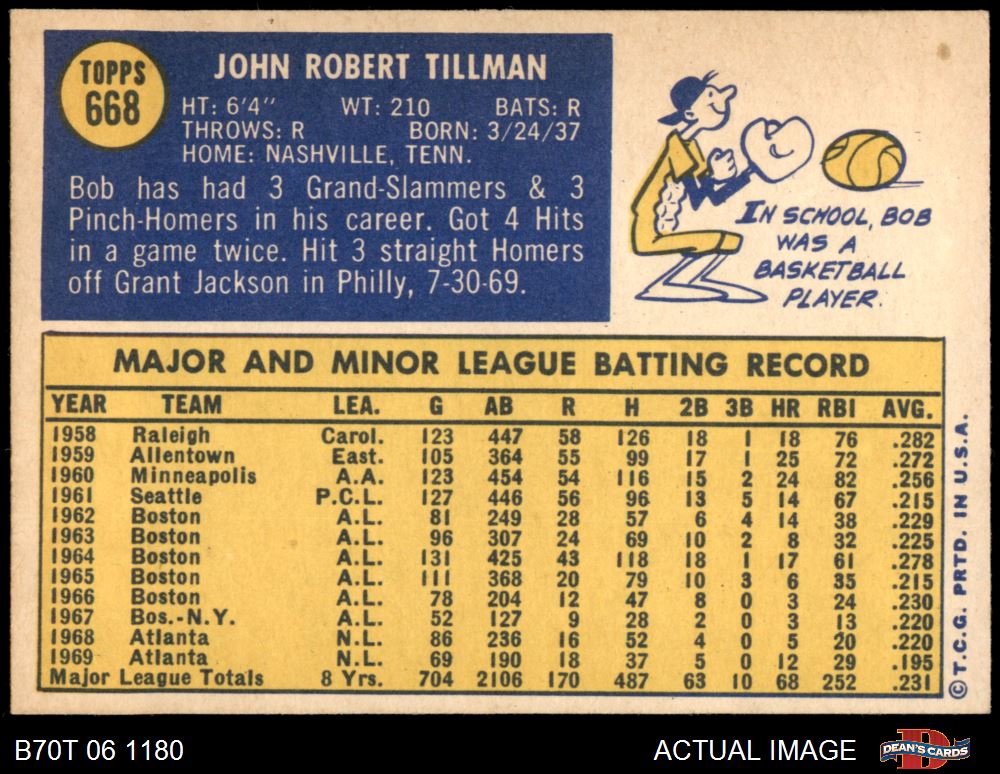 TOPPS
668
JOHN ROBERT TILLMAN
HT: 6'4" WT: 210 BATS: R
THROWS: R BORN: 3/24/37
HOME: NASHVILLE, TENN.
Bob has had 3 Grand-Slammers & 3
Pinch-Homers in his career. Got 4 Hits
in a game twice. Hit 3 straight Homers
off Grant Jackson in Philly, 7-30-69.
IN SCHOOL, BOB
WAS A
BASKETBALL
PLAYER.
MAJOR AND MINOR LEAGUE BATTING RECORD
YEAR TEAM LEA. G AB R H 2B 3B HR RBI AVG.
1958 Raleigh Carol. 123 447 58 126 18 1 18 76 .282
1959 Allentown East. 105 364 55 99 17 1 25 72 .272
1960 Minneapolis A.A. 123 454 54 116 15 2 24 82 .256
1961 Seattle P.C.L. 127 446 56 96 13 5 14 67 .215
1962 Boston A.L. 81 249 28 57 6 4 14 38 .229
1963 Boston A.L. 96 307 24 69 10 2 8 32 .225
1964 Boston A.L. 131 425 43 118 18 1 17 61 .278
1965 Boston A.L. 111 368 20 79 10 3 6 35 .215
1966 Boston A.L. 78 204 12 47 8 0 3 24 .230
1967 Bos.-N.Y. A.L. 52 127 9 28 2 0 3 13 .220
1968 Atlanta N.L. 86 236 16 52 4 0 5 20 .220
1969 Atlanta N.L. 69 190 18 37 5 0 12 29 .195
Major League Totals 8 Yrs. 704 2106 170 487 63 10 68 252 .231
© T.C.G. PRTD. IN U.S.A.
B70T 06 1180
ACTUAL IMAGE
DEAN'S CARDS